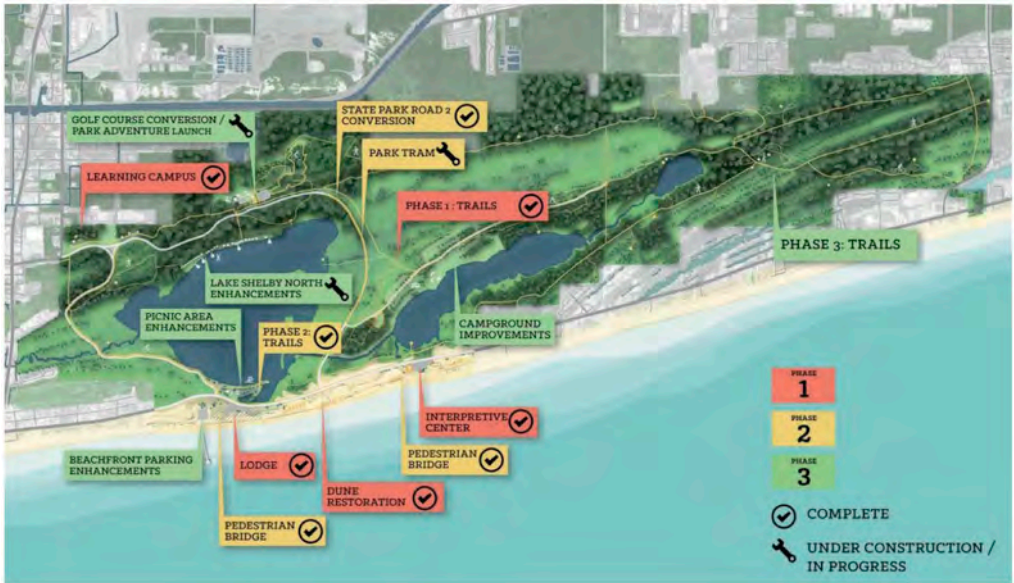 GOLF COURSE CONVERSION /
PARK ADVENTURE LAUNCH
STATE PARK ROAD 2
CONVERSION
PARK TRAM
LEARNING CAMPUS
PHASE 1 : TRAILS
PHASE 3: TRAILS
LAKE SHELBY NORTH
ENHANCEMENTS
PICNIC AREA
ENHANCEMENTS
PHASE 2:
TRAILS
CAMPGROUND
IMPROVEMENTS
INTERPRETIVE
CENTER
BEACHFRONT PARKING
ENHANCEMENTS
LODGE
PEDESTRIAN
BRIDGE
DUNE
RESTORATION
PEDESTRIAN
BRIDGE
PHASE
1
PHASE
2
PHASE
3
COMPLETE
UNDER CONSTRUCTION /
IN PROGRESS